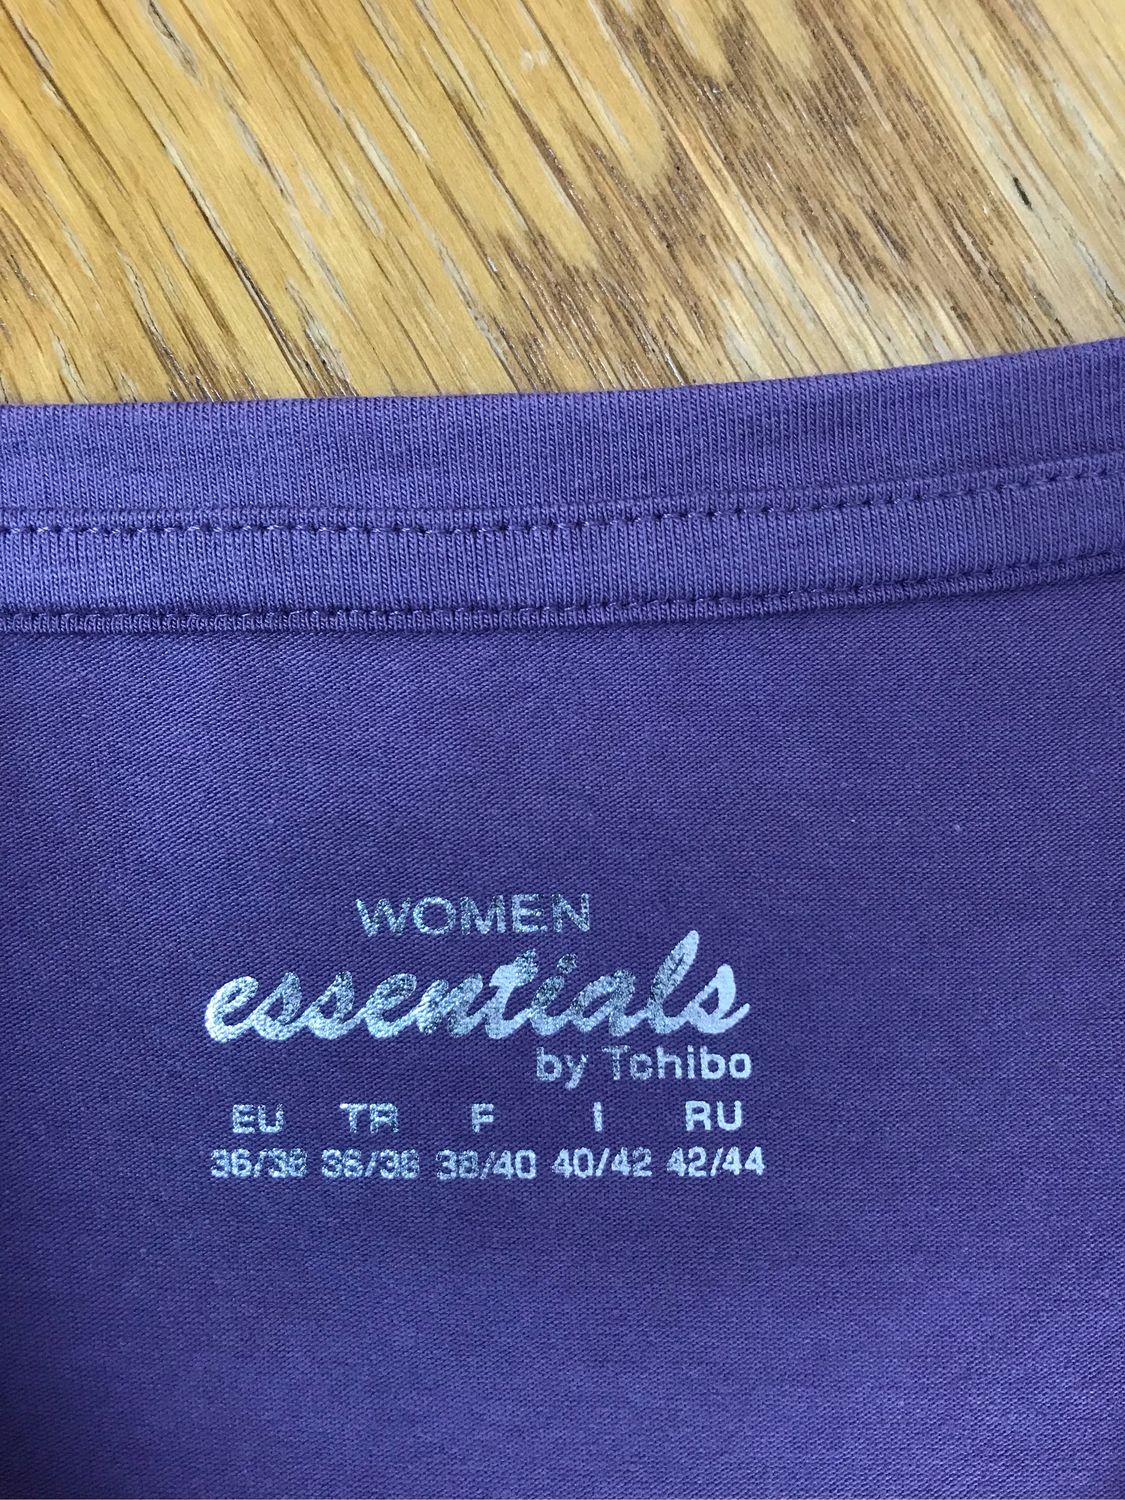 WOMEN
essentials
by Tchibo
EU TR F I RU
36/38 36/38 38/40 40/42 42/44